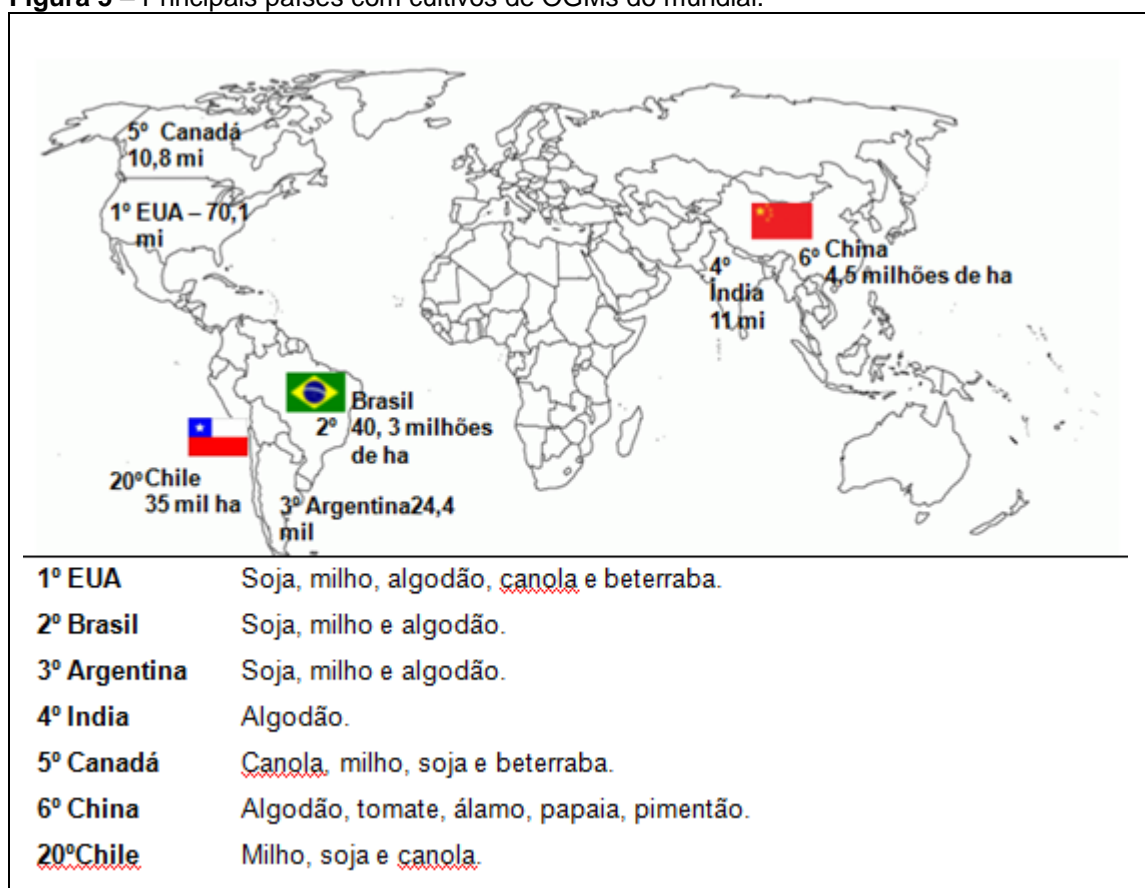 Figura 5 – Principais países com cultivos de OGMs do mundial.
5º Canadá
10,8 mi
1º EUA – 70,1
mi
6º China
4,5 milhões de ha
4º
Índia
11 mi
Brasil
2º 40, 3 milhões
de ha
20º Chile
35 mil ha
3º Argentina24,4
mil
1º EUA Soja, milho, algodão, canola e beterraba.
2º Brasil Soja, milho e algodão.
3º Argentina Soja, milho e algodão.
4º India Algodão.
5º Canadá Canola, milho, soja e beterraba.
6º China Algodão, tomate, álamo, papaia, pimentão.
20ºChile Milho, soja e canola.